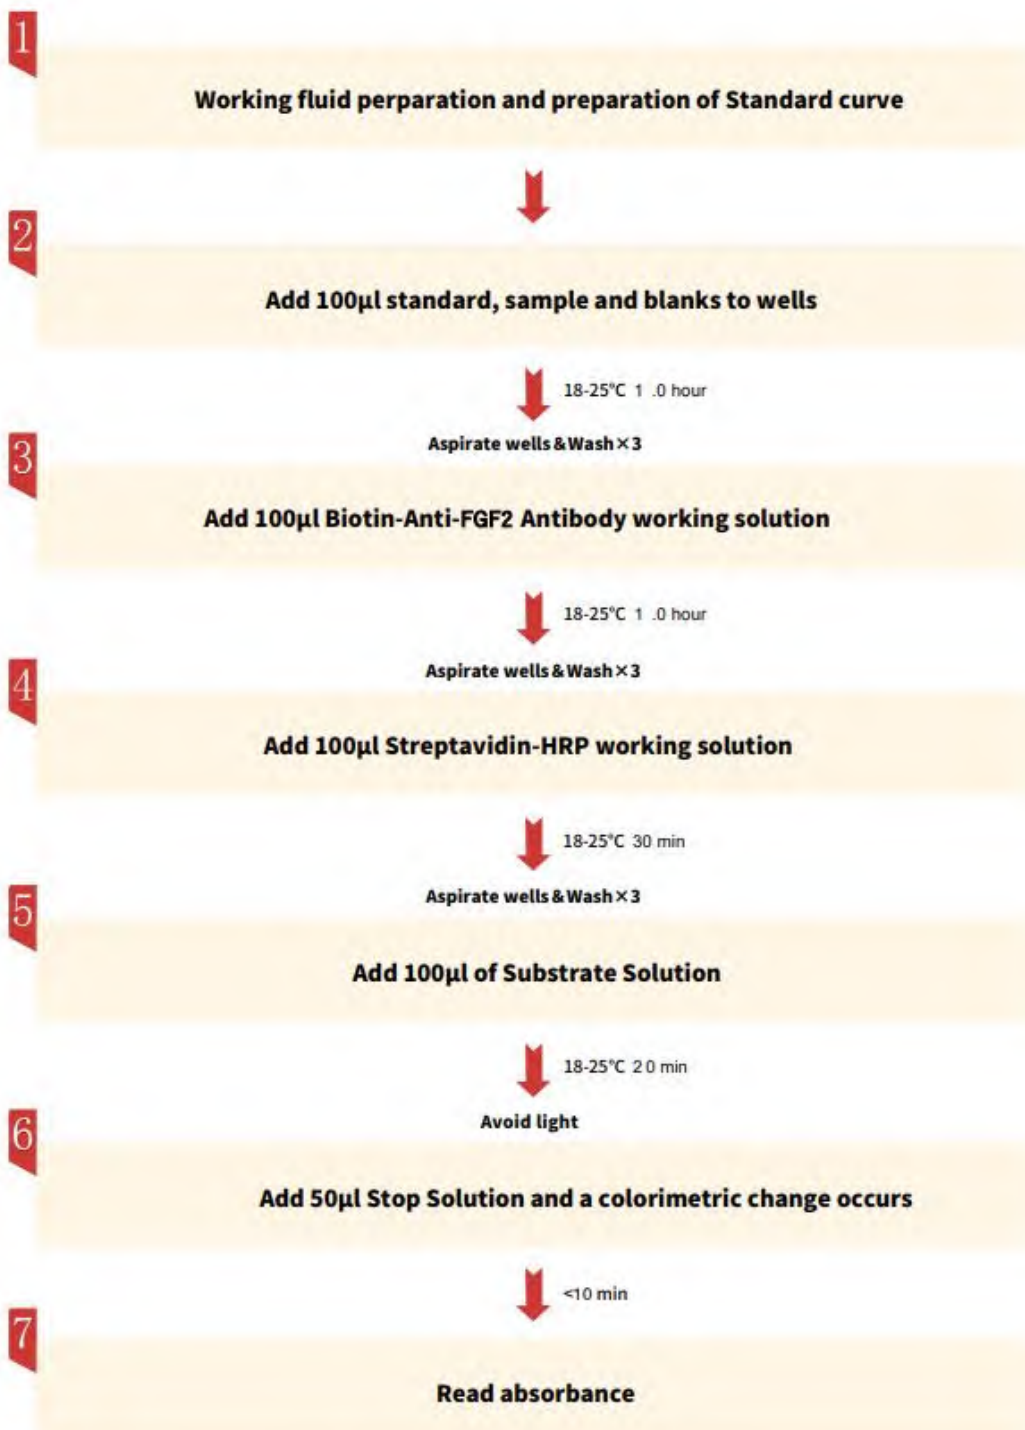 1
Working fluid perparation and preparation of Standard curve
2
Add 100μl standard, sample and blanks to wells
18-25°C 1 .0 hour
Aspirate wells&Wash×3
3
Add 100μl Biotin-Anti-FGF2 Antibody working solution
18-25°C 1 .0 hour
Aspirate wells&Wash×3
4
Add 100μl Streptavidin-HRP working solution
18-25°C 30 min
Aspirate wells&Wash×3
5
Add 100μl of Substrate Solution
18-25°C 20 min
Avoid light
6
Add 50μl Stop Solution and a colorimetric change occurs
<10 min
7
Read absorbance